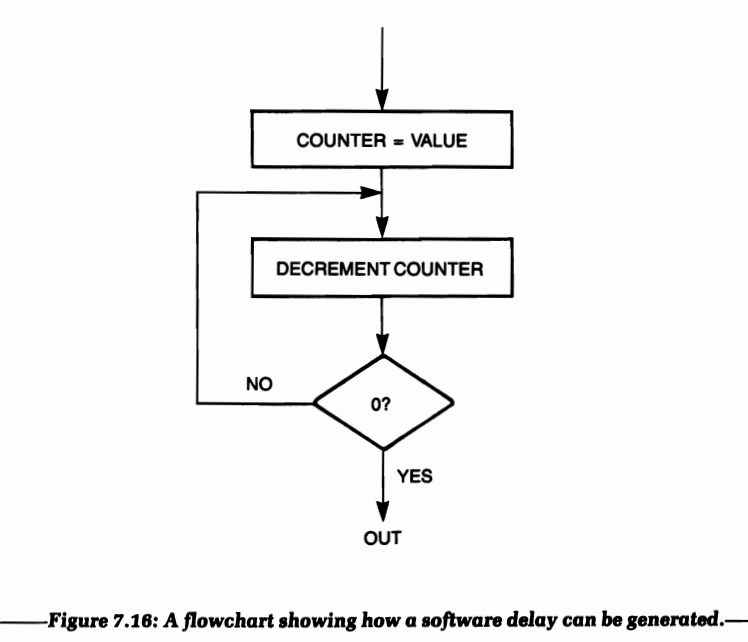 COUNTER = VALUE
DECREMENT COUNTER
NO
0?
YES
OUT
Figure 7.16: A flowchart showing how a software delay can be generated.